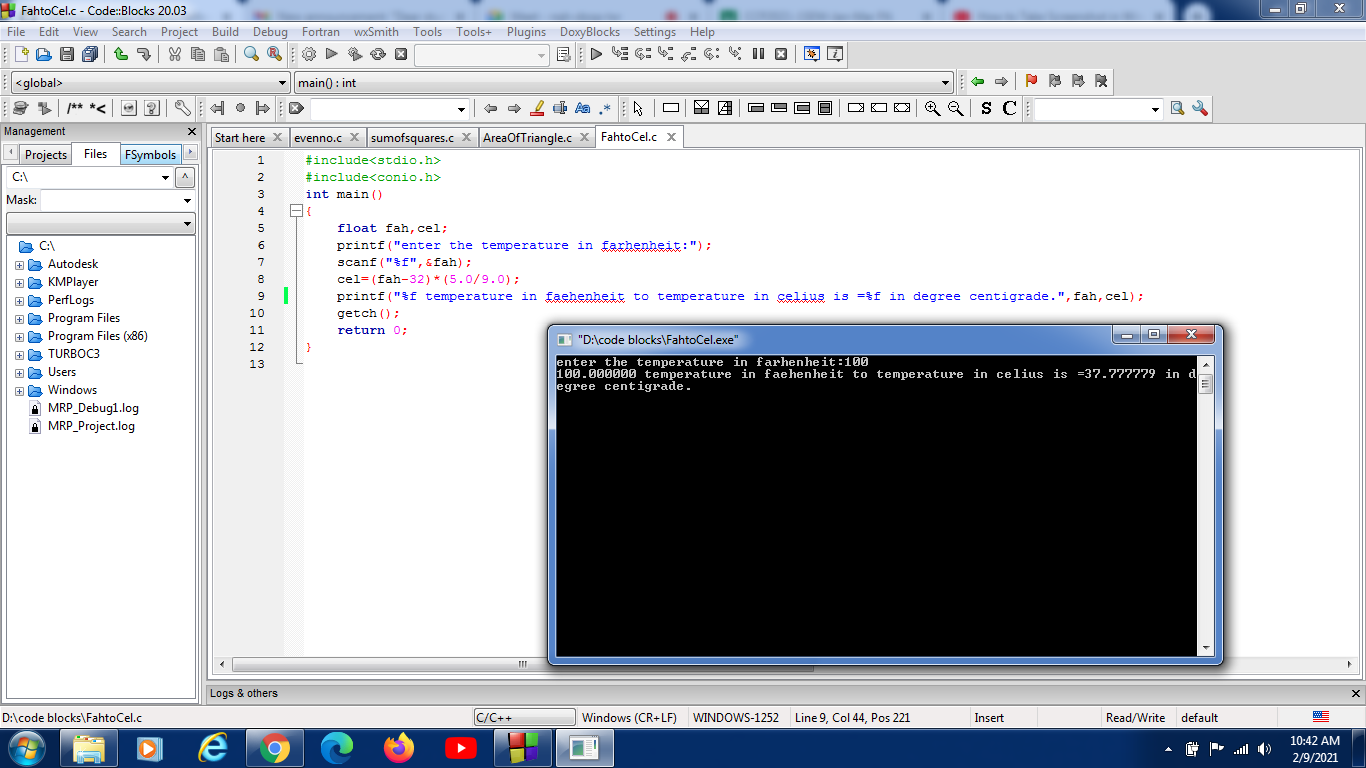 FahtoCel.c - Code::Blocks 20.03
File Edit View Search Project Build Debug Fortran wxSmith Tools Tools+ Plugins DoxyBlocks Settings Help
<global> main() : int
/** *< Aa .* S C
Management
Projects Files FSymbols
C:\
Mask:
C:\
Autodesk
KMPlayer
PerfLogs
Program Files
Program Files (x86)
TURBOC3
Users
Windows
MRP_Debug1.log
MRP_Project.log
Start here evenno.c sumofsquares.c AreaOfTriangle.c FahtoCel.c
1 #include<stdio.h>
2 #include<conio.h>
3 int main()
4 {
5 float fah,cel;
6 printf("enter the temperature in farhenheit:");
7 scanf("%f",&fah);
8 cel=(fah-32)*(5.0/9.0);
9 printf("%f temperature in faehenheit to temperature in celius is =%f in degree centigrade.",fah,cel);
10 getch();
11 return 0;
12 }
13
"D:\code blocks\FahtoCel.exe"
enter the temperature in farhenheit:100
100.000000 temperature in faehenheit to temperature in celius is =37.777779 in d
egree centigrade.
Logs & others
D:\code blocks\FahtoCel.c C/C++ Windows (CR+LF) WINDOWS-1252 Line 9, Col 44, Pos 221 Insert Read/Write default
10:42 AM
2/9/2021